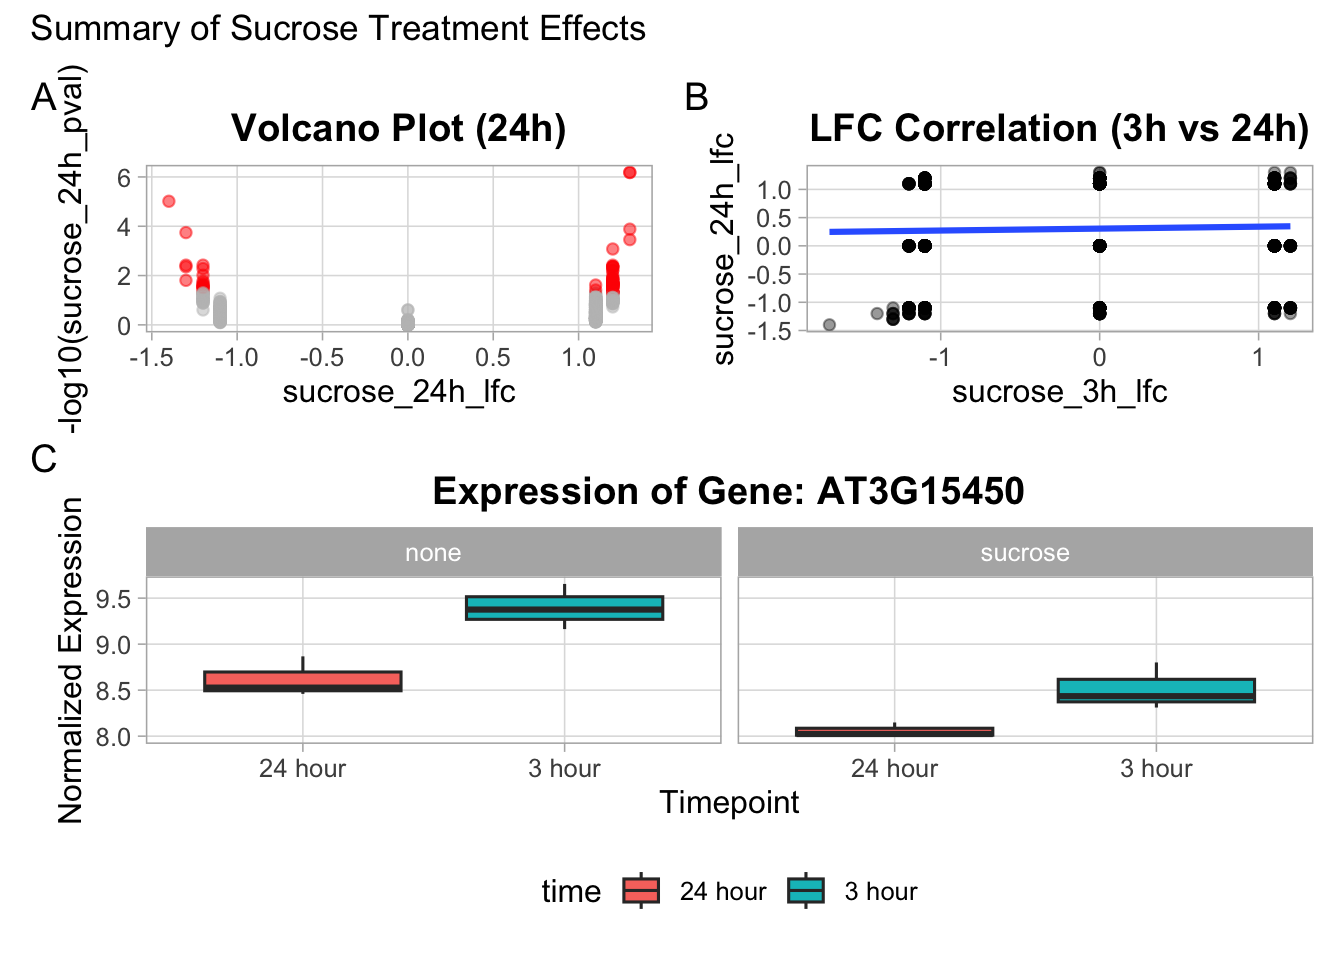 Summary of Sucrose Treatment Effects
A
Volcano Plot (24h)
-log10(sucrose_24h_pval)
6
4
2
0
-1.5 -1.0 -0.5 0.0 0.5 1.0
sucrose_24h_lfc
B
LFC Correlation (3h vs 24h)
sucrose_24h_lfc
1.0
0.5
0.0
-0.5
-1.0
-1.5
-1 0 1
sucrose_3h_lfc
C
Expression of Gene: AT3G15450
Normalized Expression
none sucrose
9.5
9.0
8.5
8.0
24 hour 3 hour 24 hour 3 hour
Timepoint
time 24 hour 3 hour